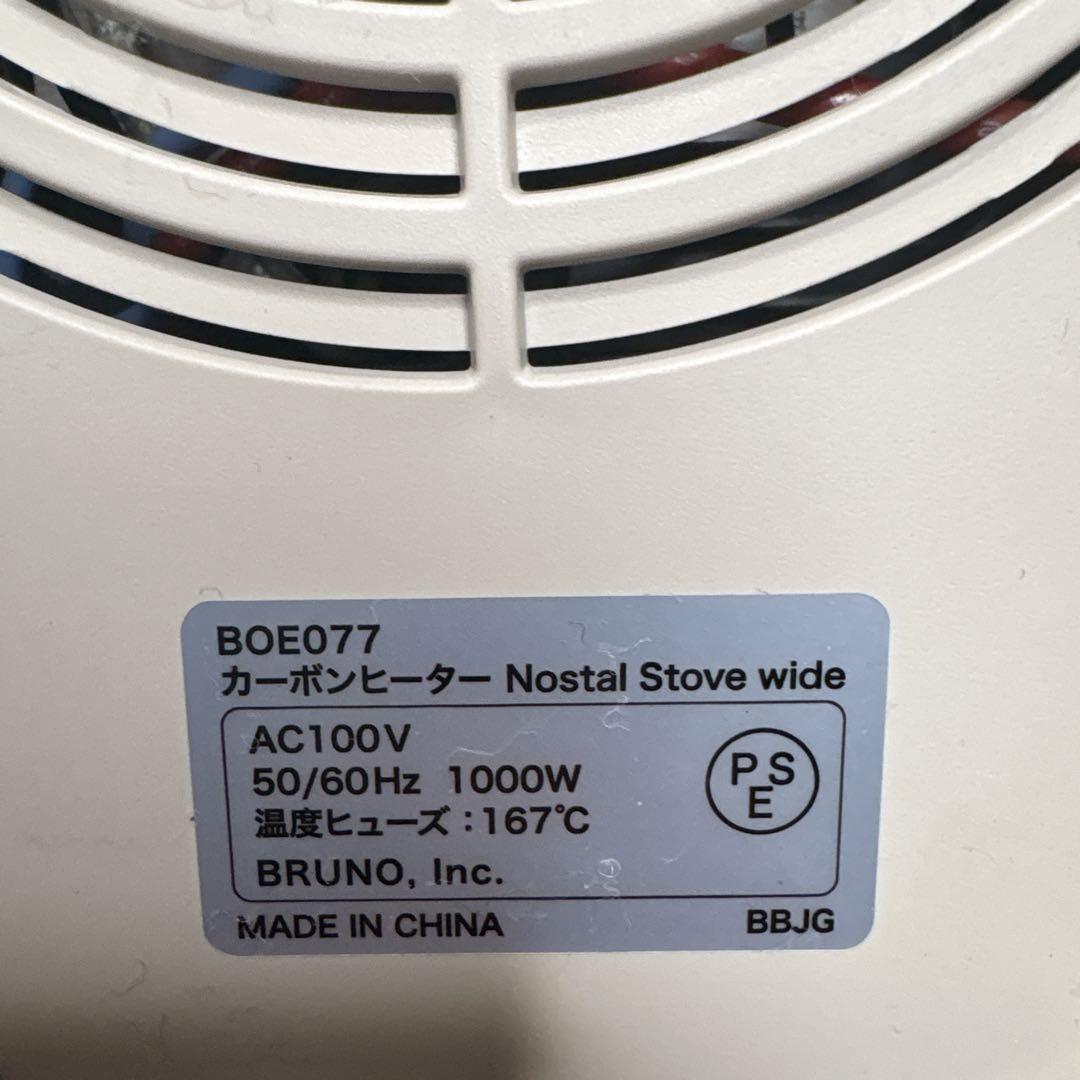 BOE077
カーボンヒーター Nostal Stove wide
AC100V
50/60Hz 1000W
温度ヒューズ:167℃
BRUNO, Inc.
PSE
MADE IN CHINA
BBJG